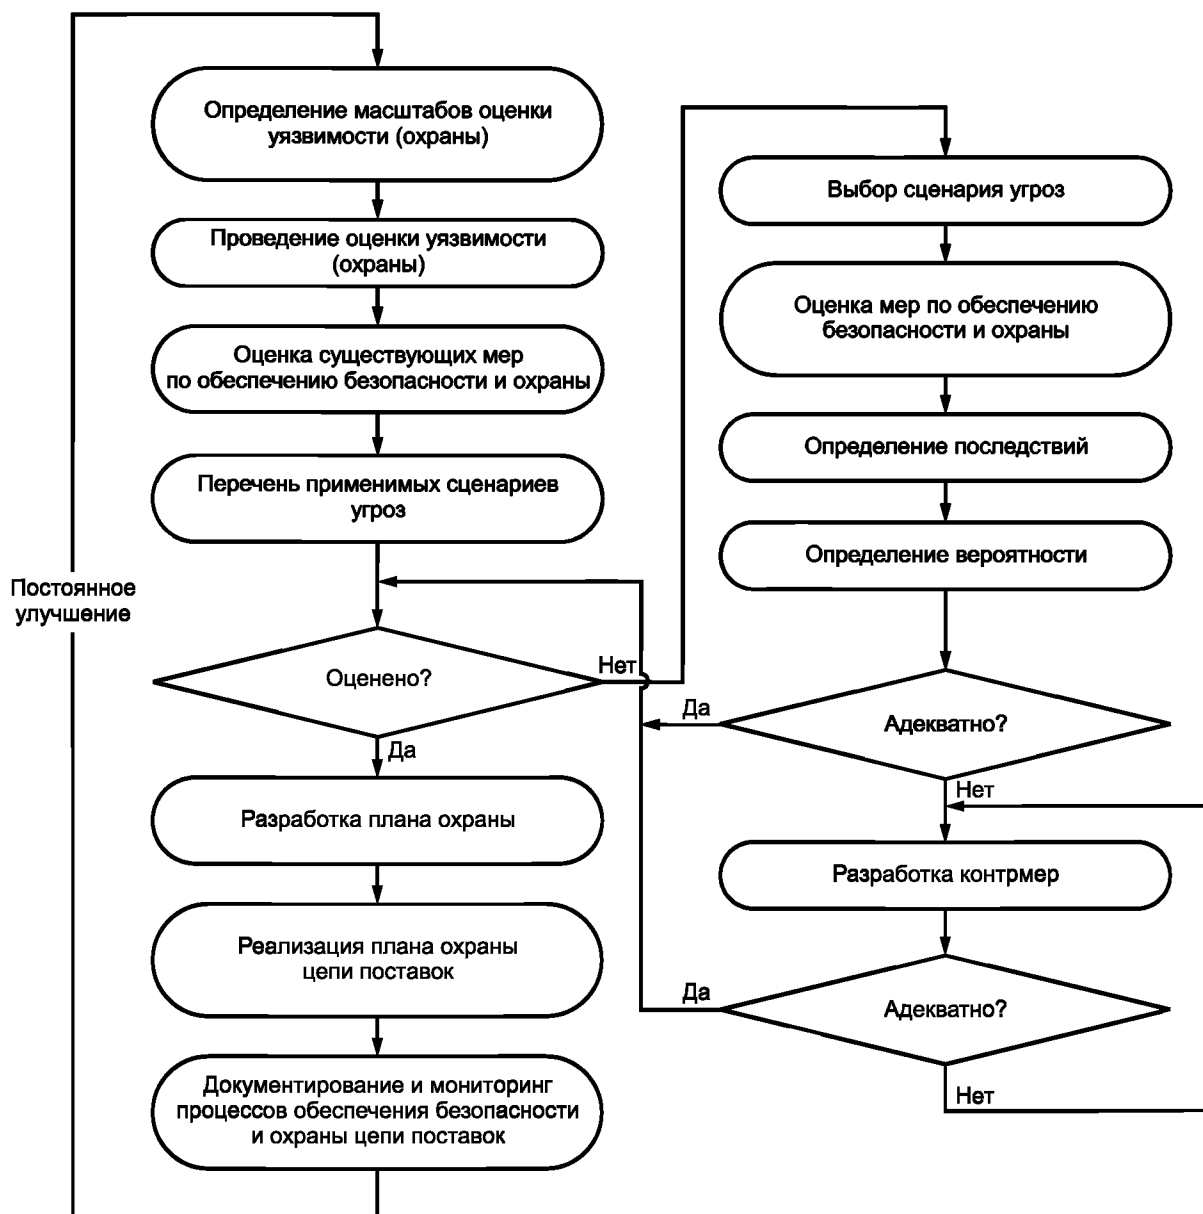 Определение масштабов оценки
уязвимости (охраны)
Проведение оценки уязвимости
(охраны)
Оценка существующих мер
по обеспечению безопасности и охраны
Перечень применимых сценариев
угроз
Постоянное
улучшение
Оценено?
Нет
Да
Разработка плана охраны
Реализация плана охраны
цепи поставок
Документирование и мониторинг
процессов обеспечения безопасности
и охраны цепи поставок
Выбор сценария угроз
Оценка мер по обеспечению
безопасности и охраны
Определение последствий
Определение вероятности
Да
Адекватно?
Нет
Разработка контрмер
Да
Адекватно?
Нет